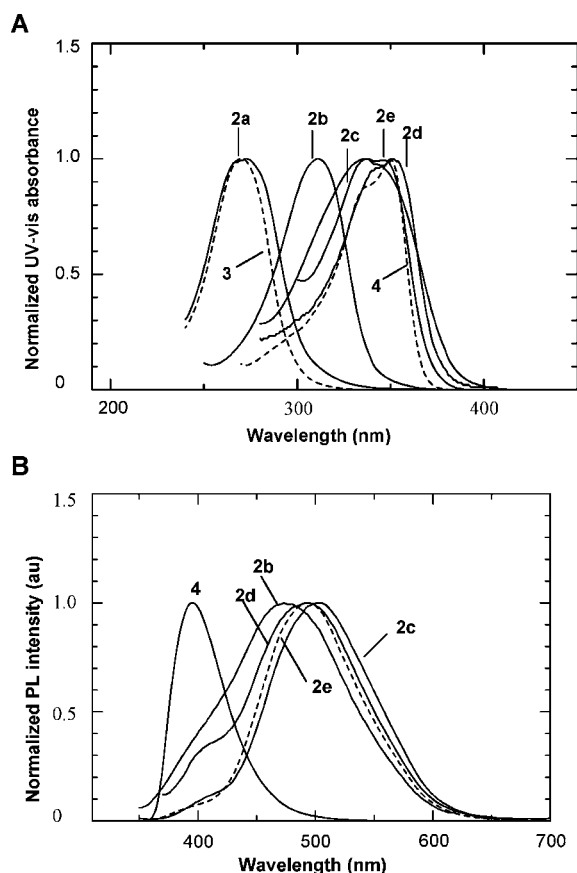 A
Normalized UV-vis absorbance
1.5
1.0
0.5
0
2a
2b
2c
2e
2d
3
4
200
300
400
Wavelength (nm)
B
Normalized PL intensity (au)
1.5
1.0
0.5
0
4
2b
2d
2c
2e
400
500
600
700
Wavelength (nm)